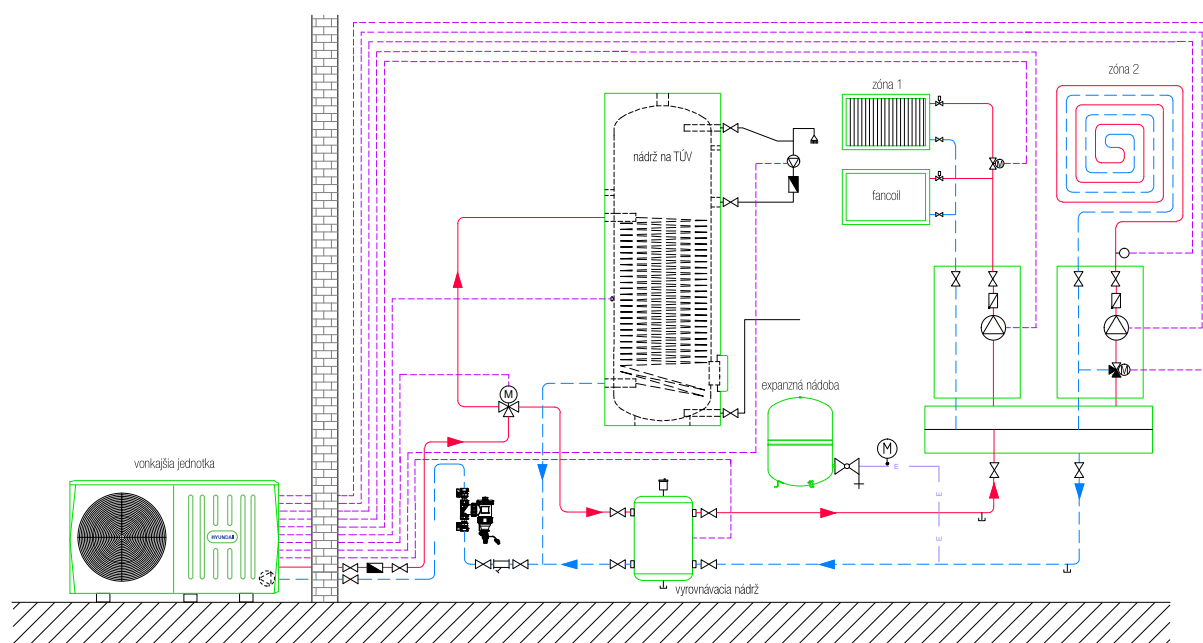 zóna 1
zóna 2
nádrž na TÚV
fancoil
M
M
M
expanzná nádoba
M
vonkajšia jednotka
E
E
E
HYUNDAI
vyrovnávacia nádrž